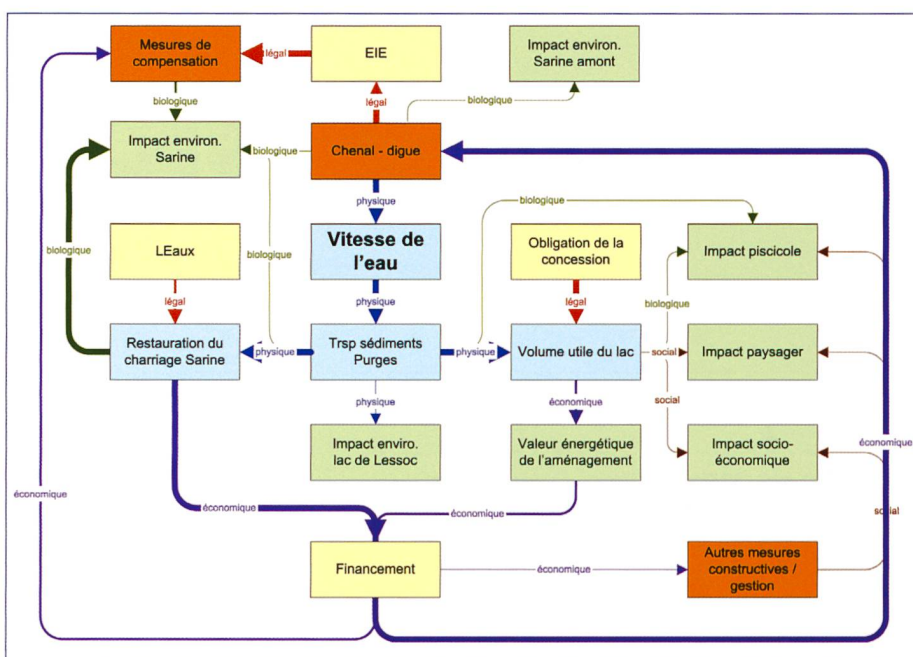 Mesures de
compensation
légal
EIE
Impact environ.
Sarine amont
biologique
légal
biologique
Impact environ.
Sarine
biologique
Chenal - digue
physique
biologique
LEaux
biologique
biologique
Vitesse de
l'eau
Obligation de la
concession
Impact piscicole
légal
physique
légal
biologique
Restauration du
charriage Sarine
physique
Trsp sédiments
Purges
physique
Volume utile du lac
social
Impact paysager
physique
économique
social
Impact enviro.
lac de Lessoc
Valeur énergétique
de l'aménagement
Impact socio-
économique
économique
économique
économique
économique
social
Financement
économique
Autres mesures
constructives /
gestion